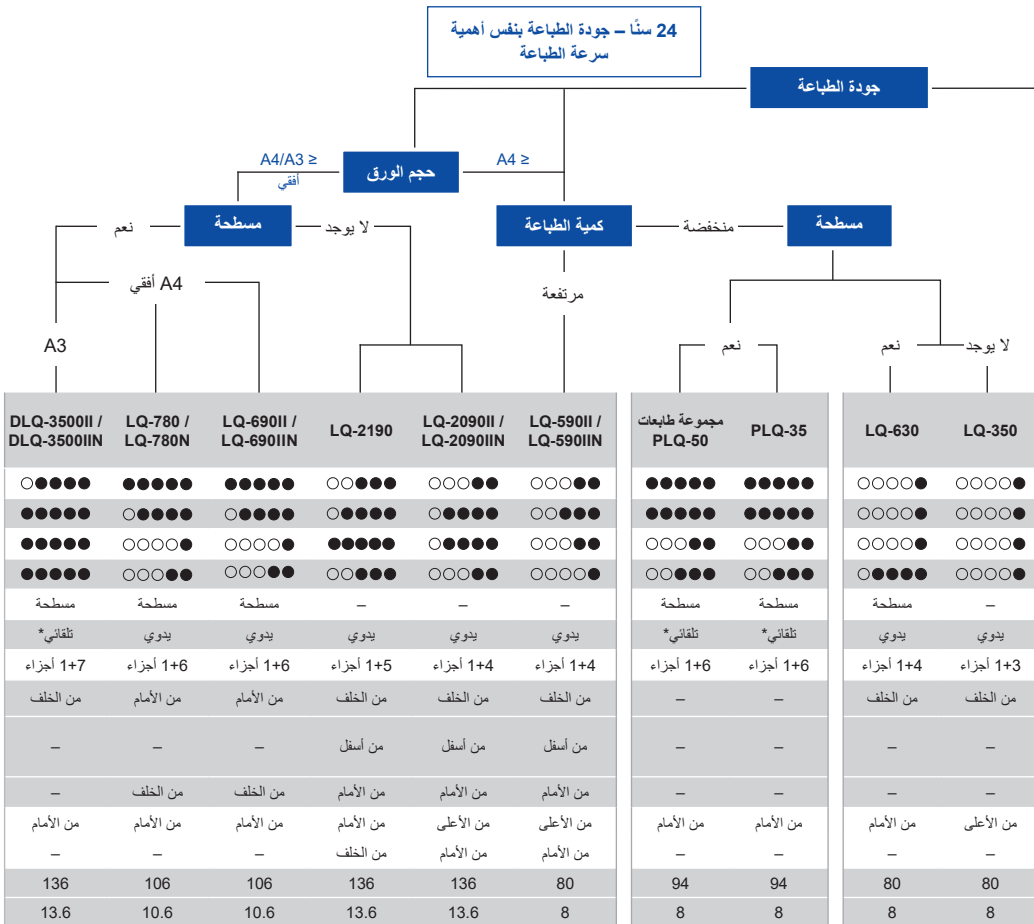 24 سنًا – جودة الطباعة بنفس أهمية
سرعة الطباعة
جودة الطباعة
≥ A4
حجم الورق
≥ A4/A3
أفقي
مسطحة
منخفضة
كمية الطباعة
لا يوجد
مسطحة
نعم
A4 أفقي
مرتفعة
لا يوجد
نعم
نعم
A3
LQ-350
LQ-630
PLQ-35
مجموعة طابعات
PLQ-50
LQ-590II /
LQ-590IIN
LQ-2090II /
LQ-2090IIN
LQ-2190
LQ-690II /
LQ-690IIN
LQ-780 /
LQ-780N
DLQ-3500II /
DLQ-3500IIN
– مسطحة مسطحة مسطحة – – – مسطحة مسطحة مسطحة
يدوي يدوي تلقائي* تلقائي* يدوي يدوي يدوي يدوي يدوي تلقائي*
1+3 أجزاء 1+4 أجزاء 1+6 أجزاء 1+6 أجزاء 1+4 أجزاء 1+4 أجزاء 1+5 أجزاء 1+6 أجزاء 1+6 أجزاء 1+7 أجزاء
من الخلف من الخلف – – من الخلف من الخلف من الخلف من الأمام من الأمام من الخلف
– – – – من أسفل من أسفل من أسفل – – –
– – – – من الأمام من الأمام من الأمام من الخلف من الخلف –
من الأعلى من الأمام من الأمام من الأمام من الأعلى من الأعلى من الأمام من الأمام من الأمام من الأمام
– – – – من الأمام من الأمام من الخلف – – –
80 80 94 94 80 136 136 106 106 136
8 8 8 8 8 13.6 13.6 10.6 10.6 13.6